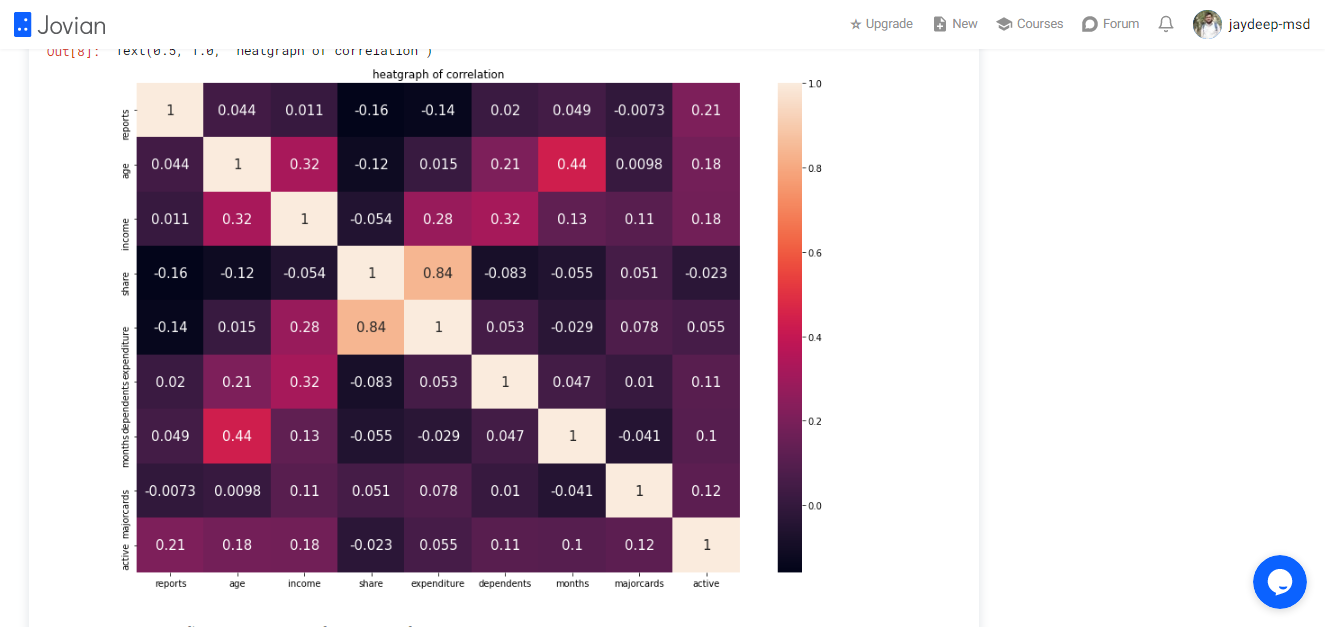 Jovian
Upgrade New Courses Forum jaydeep-msd
Out[8]: Text(0.5, 1.0, 'heatgraph of correlation')
heatgraph of correlation
reports 1 0.044 0.011 -0.16 -0.14 0.02 0.049 -0.0073 0.21
age 0.044 1 0.32 -0.12 0.015 0.21 0.44 0.0098 0.18
income 0.011 0.32 1 -0.054 0.28 0.32 0.13 0.11 0.18
share -0.16 -0.12 -0.054 1 0.84 -0.083 -0.055 0.051 -0.023
expenditure -0.14 0.015 0.28 0.84 1 0.053 -0.029 0.078 0.055
dependents 0.02 0.21 0.32 -0.083 0.053 1 0.047 0.01 0.11
months 0.049 0.44 0.13 -0.055 -0.029 0.047 1 -0.041 0.1
majorcards -0.0073 0.0098 0.11 0.051 0.078 0.01 -0.041 1 0.12
active 0.21 0.18 0.18 -0.023 0.055 0.11 0.1 0.12 1
reports age income share expenditure dependents months majorcards active
1.0
0.8
0.6
0.4
0.2
0.0